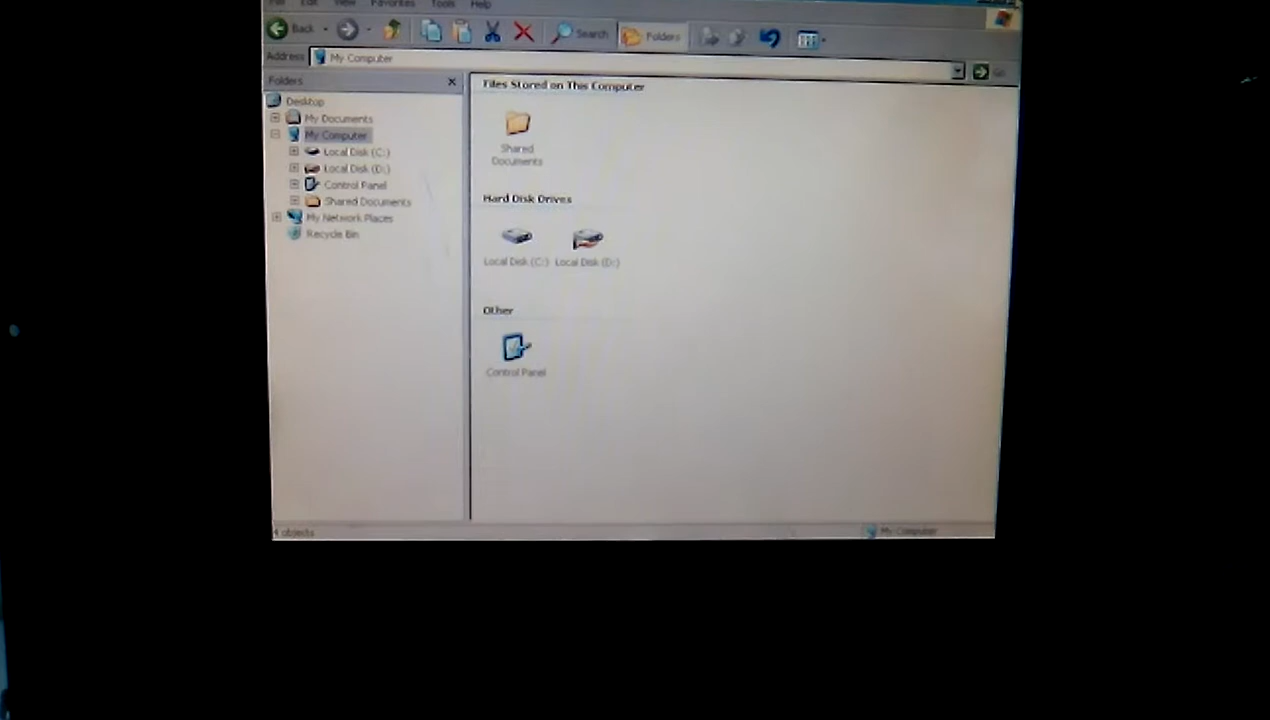 File Edit View Favorites Tools Help
Back Search Folders
Address My Computer Go
Folders
Desktop
My Documents
My Computer
Local Disk (C:)
Local Disk (D:)
Control Panel
Shared Documents
My Network Places
Recycle Bin
Files Stored on This Computer
Shared
Documents
Hard Disk Drives
Local Disk (C:) Local Disk (D:)
Other
Control Panel
4 objects
My Computer